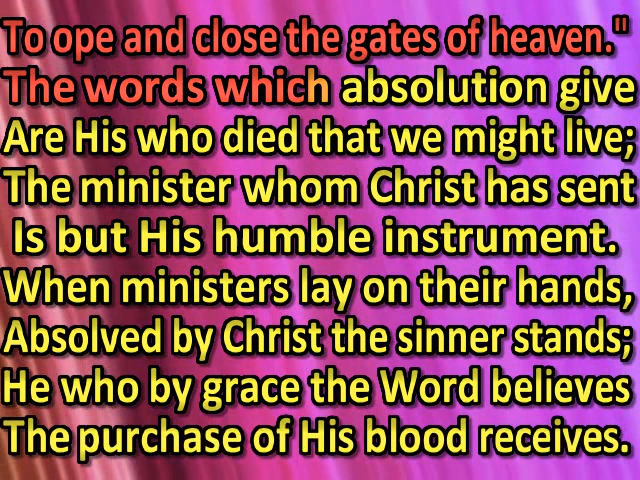 To ope and close the gates of heaven."
The words which absolution give
Are His who died that we might live;
The minister whom Christ has sent
Is but His humble instrument.
When ministers lay on their hands,
Absolved by Christ the sinner stands;
He who by grace the Word believes
The purchase of His blood receives.